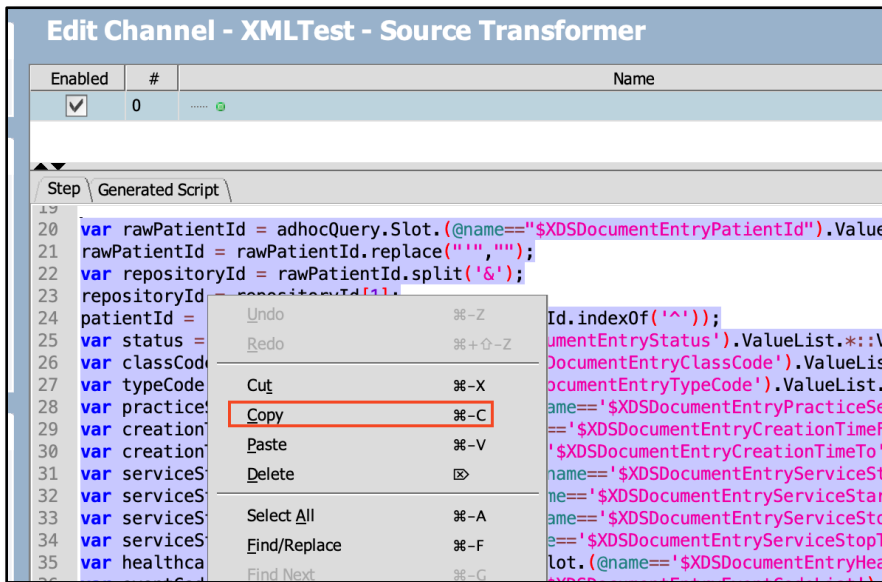 Edit Channel - XMLTest - Source Transformer
Enabled # Name
0
Step Generated Script
19
20 var rawPatientId = adhocQuery.Slot.(@name=="$XDSDocumentEntryPatientId").Value
21 rawPatientId = rawPatientId.replace("'","");
22 var repositoryId = rawPatientId.split('&');
23 repositoryId = repositoryId[1];
24 patientId = Id.indexOf('^'));
25 var status = umentEntryStatus').ValueList.*::V
26 var classCode DocumentEntryClassCode').ValueLis
27 var typeCode ocumentEntryTypeCode').ValueList.
28 var practiceS ame=='$XDSDocumentEntryPracticeSe
29 var creationT =='$XDSDocumentEntryCreationTimeF
30 var creationT '$XDSDocumentEntryCreationTimeTo'
31 var serviceSt name=='$XDSDocumentEntryServiceSt
32 var serviceSt me=='$XDSDocumentEntryServiceStar
33 var serviceSt ame=='$XDSDocumentEntryServiceSto
34 var serviceSt e=='$XDSDocumentEntryServiceStopT
35 var healthca lot.(@name=='$XDSDocumentEntryHea
Undo ⌘-Z
Redo ⌘+⇧-Z
Cut ⌘-X
Copy ⌘-C
Paste ⌘-V
Delete ⌦
Select All ⌘-A
Find/Replace ⌘-F
Find Next ⌘-G